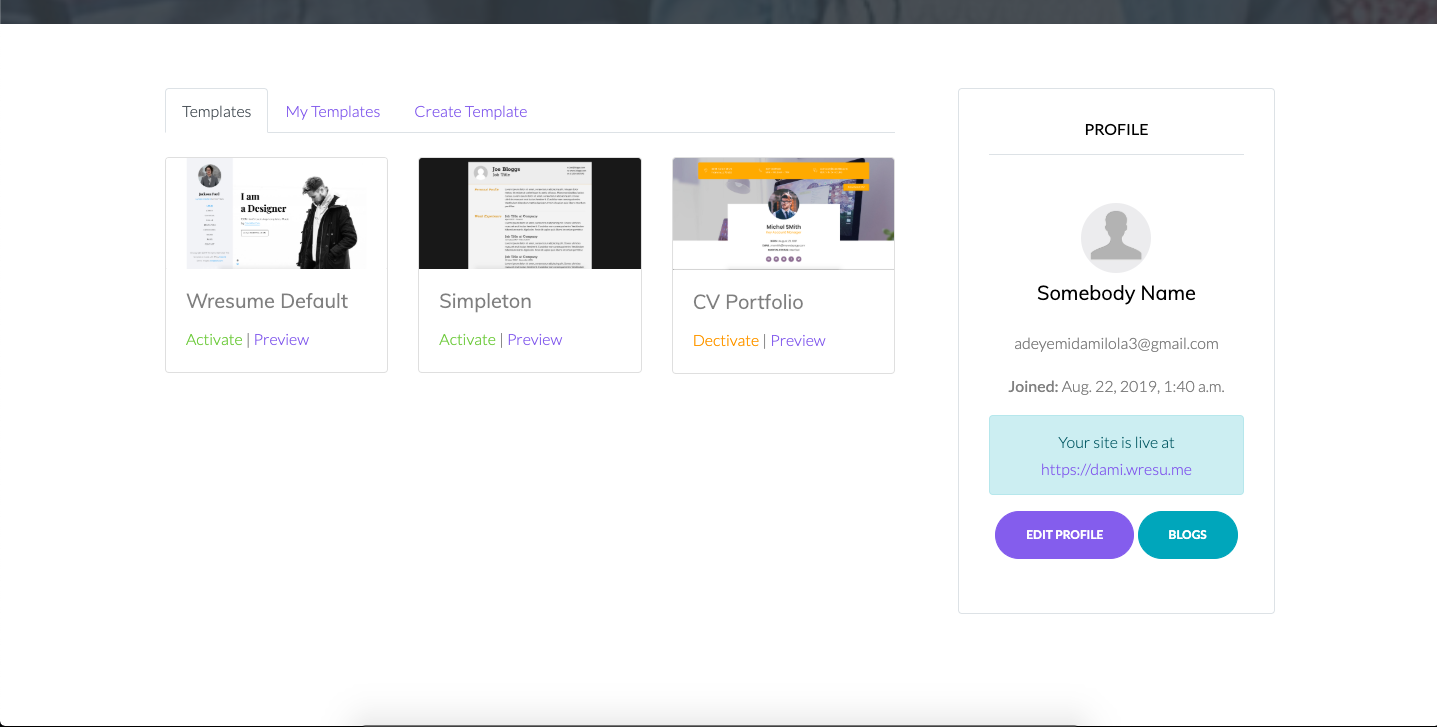 Templates
My Templates
Create Template
I am
a Designer
Wresume Default
Activate | Preview
Joe Bloggs
Job Title
Simpleton
Activate | Preview
Michel Smith
CV Portfolio
Dectivate | Preview
PROFILE
Somebody Name
adeyemidamilola3@gmail.com
Joined: Aug. 22, 2019, 1:40 a.m.
Your site is live at
https://dami.wresu.me
EDIT PROFILE
BLOGS